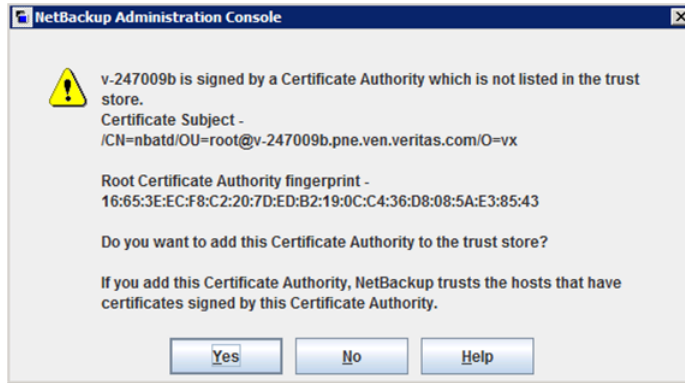 NetBackup Administration Console
v-247009b is signed by a Certificate Authority which is not listed in the trust
store.
Certificate Subject -
/CN=nbatd/OU=root@v-247009b.pne.ven.veritas.com/O=vx
Root Certificate Authority fingerprint -
16:65:3E:EC:F8:C2:20:7D:ED:B2:19:0C:C4:36:D8:08:5A:E3:85:43
Do you want to add this Certificate Authority to the trust store?
If you add this Certificate Authority, NetBackup trusts the hosts that have
certificates signed by this Certificate Authority.
Yes No Help